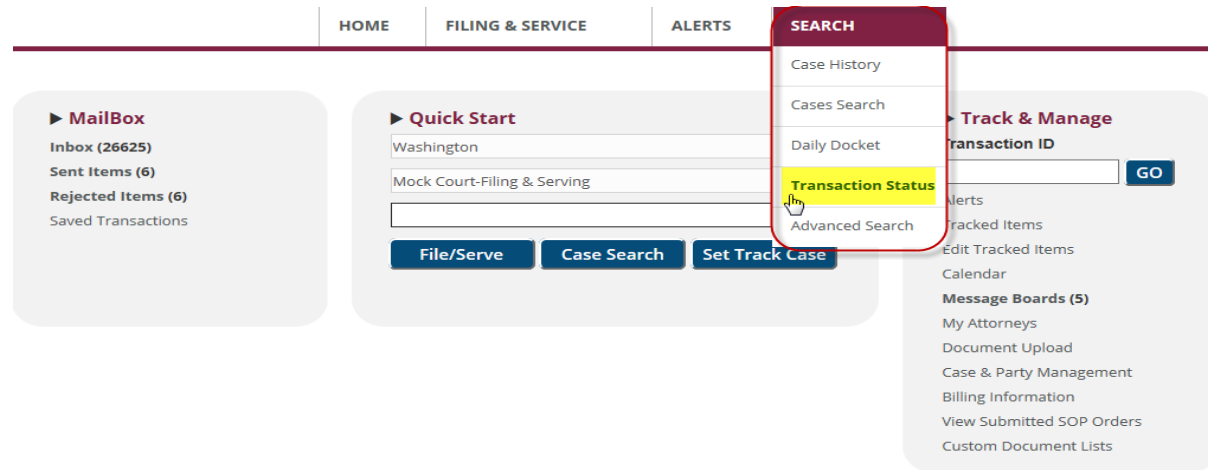 HOME
FILING & SERVICE
ALERTS
SEARCH
Case History
Cases Search
Daily Docket
Transaction Status
Advanced Search
MailBox
Inbox (26625)
Sent Items (6)
Rejected Items (6)
Saved Transactions
Quick Start
Washington
Mock Court-Filing & Serving
File/Serve
Case Search
Set Track Case
Track & Manage
Transaction ID
GO
Alerts
Tracked Items
Edit Tracked Items
Calendar
Message Boards (5)
My Attorneys
Document Upload
Case & Party Management
Billing Information
View Submitted SOP Orders
Custom Document Lists